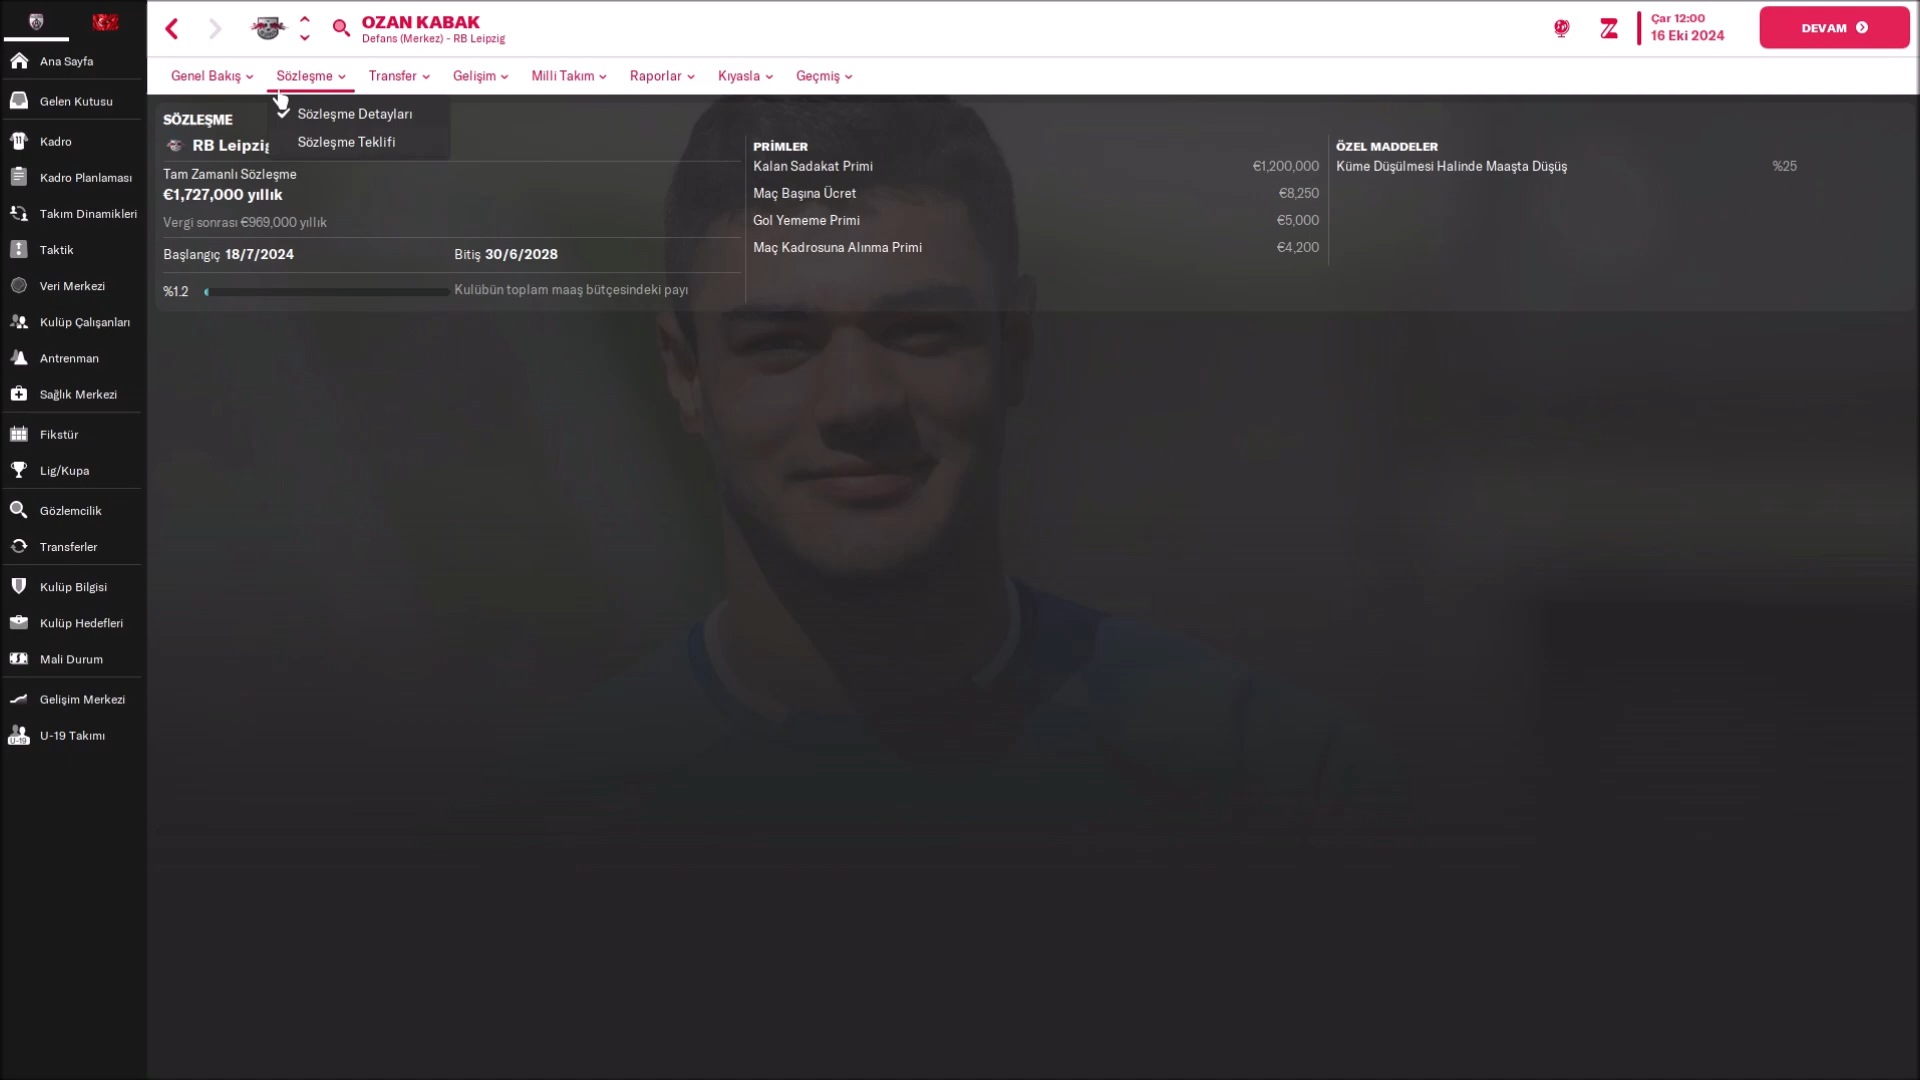 OZAN KABAK
Defans (Merkez) - RB Leipzig
Çar 12:00
16 Eki 2024
DEVAM
Genel Bakış
Sözleşme
Transfer
Gelişim
Milli Takım
Raporlar
Kıyasla
Geçmiş
Sözleşme Detayları
Sözleşme Teklifi
Ana Sayfa
Gelen Kutusu
Kadro
Kadro Planlaması
Takım Dinamikleri
Taktik
Veri Merkezi
Kulüp Çalışanları
Antrenman
Sağlık Merkezi
Fikstür
Lig/Kupa
Gözlemcilik
Transferler
Kulüp Bilgisi
Kulüp Hedefleri
Mali Durum
Gelişim Merkezi
U-19
U-19 Takımı
SÖZLEŞME
RB Leipzig
Tam Zamanlı Sözleşme
€1,727,000 yıllık
Vergi sonrası €969,000 yıllık
Başlangıç 18/7/2024
Bitiş 30/6/2028
%1.2
Kulübün toplam maaş bütçesindeki payı
PRİMLER
Kalan Sadakat Primi €1,200,000
Maç Başına Ücret €8,250
Gol Yememe Primi €5,000
Maç Kadrosuna Alınma Primi €4,200
ÖZEL MADDELER
Küme Düşülmesi Halinde Maaşta Düşüş %25